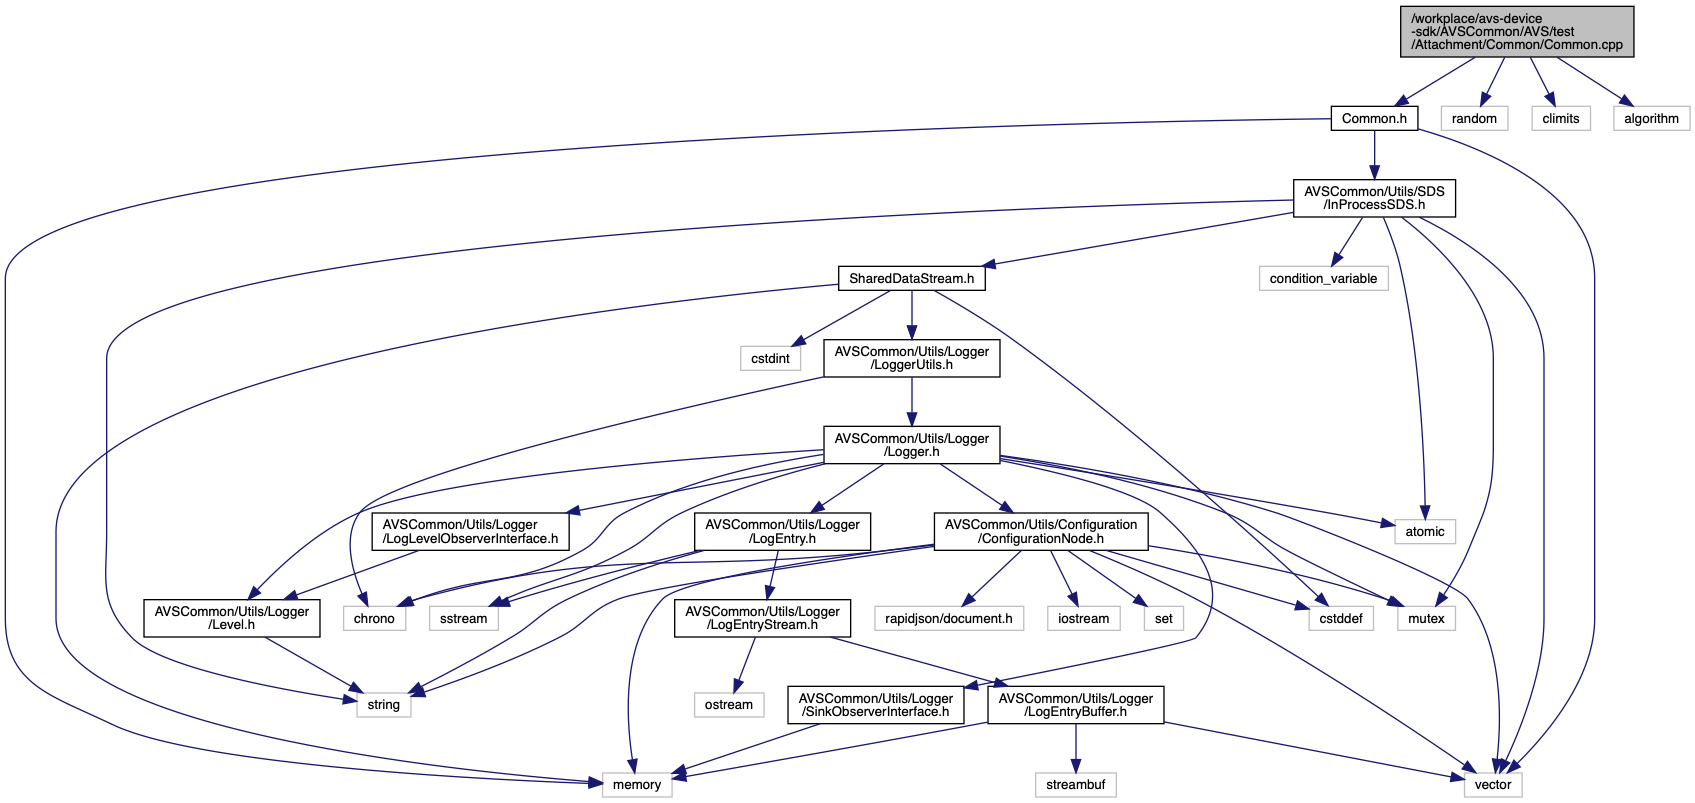 /workplace/avs-device
-sdk/AVSCommon/AVS/test
/Attachment/Common/Common.cpp
Common.h
random
climits
algorithm
AVSCommon/Utils/SDS
/InProcessSDS.h
SharedDataStream.h
condition_variable
cstdint
AVSCommon/Utils/Logger
/LoggerUtils.h
AVSCommon/Utils/Logger
/Logger.h
AVSCommon/Utils/Logger
/LogLevelObserverInterface.h
AVSCommon/Utils/Logger
/LogEntry.h
AVSCommon/Utils/Configuration
/ConfigurationNode.h
atomic
AVSCommon/Utils/Logger
/Level.h
chrono
sstream
AVSCommon/Utils/Logger
/LogEntryStream.h
rapidjson/document.h
iostream
set
cstddef
mutex
string
ostream
AVSCommon/Utils/Logger
/SinkObserverInterface.h
AVSCommon/Utils/Logger
/LogEntryBuffer.h
memory
streambuf
vector